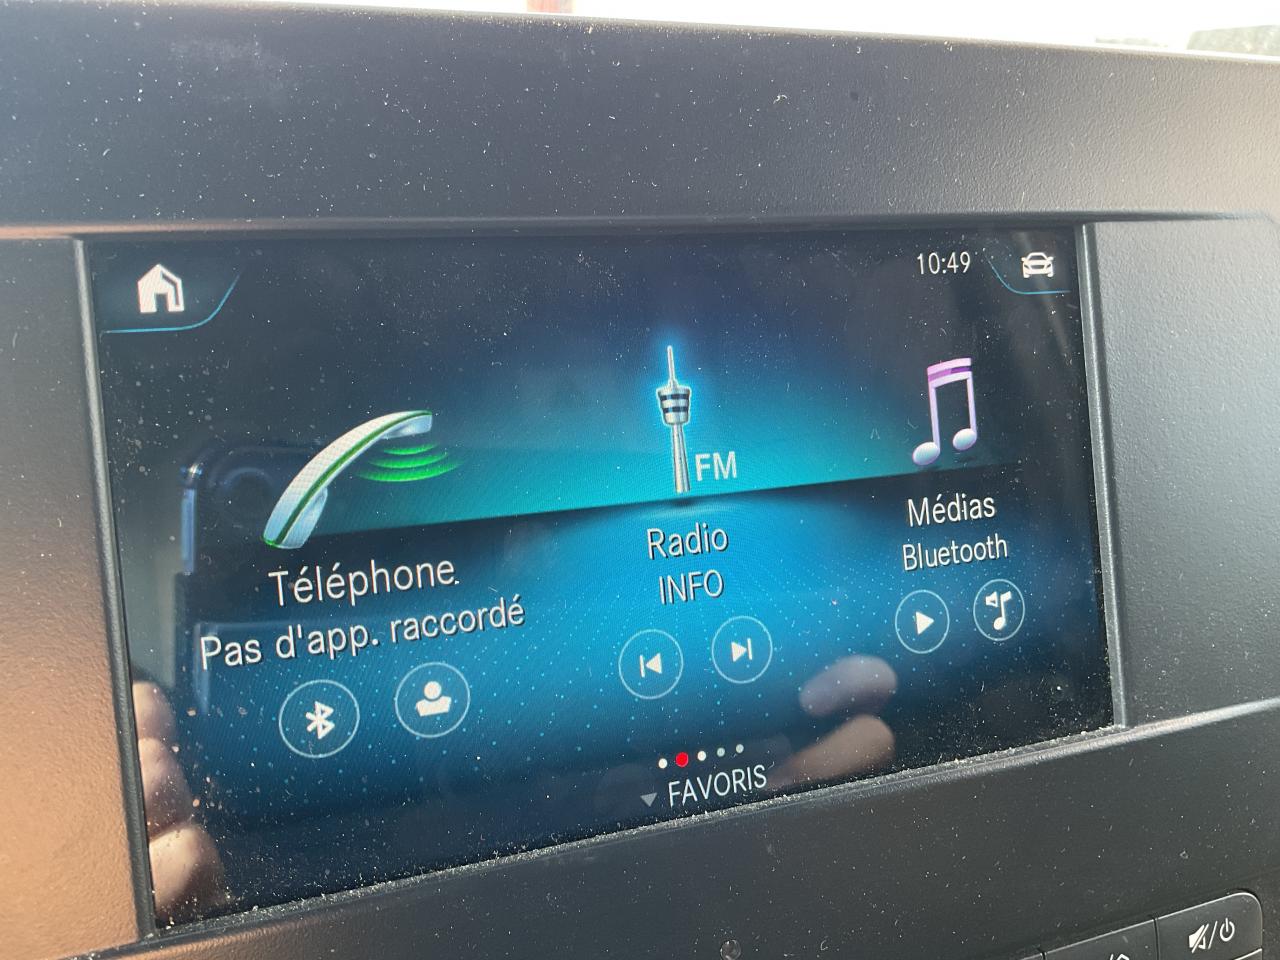 10:49
FM
Téléphone
Pas d'app. raccordé
Radio
INFO
Médias
Bluetooth
FAVORIS